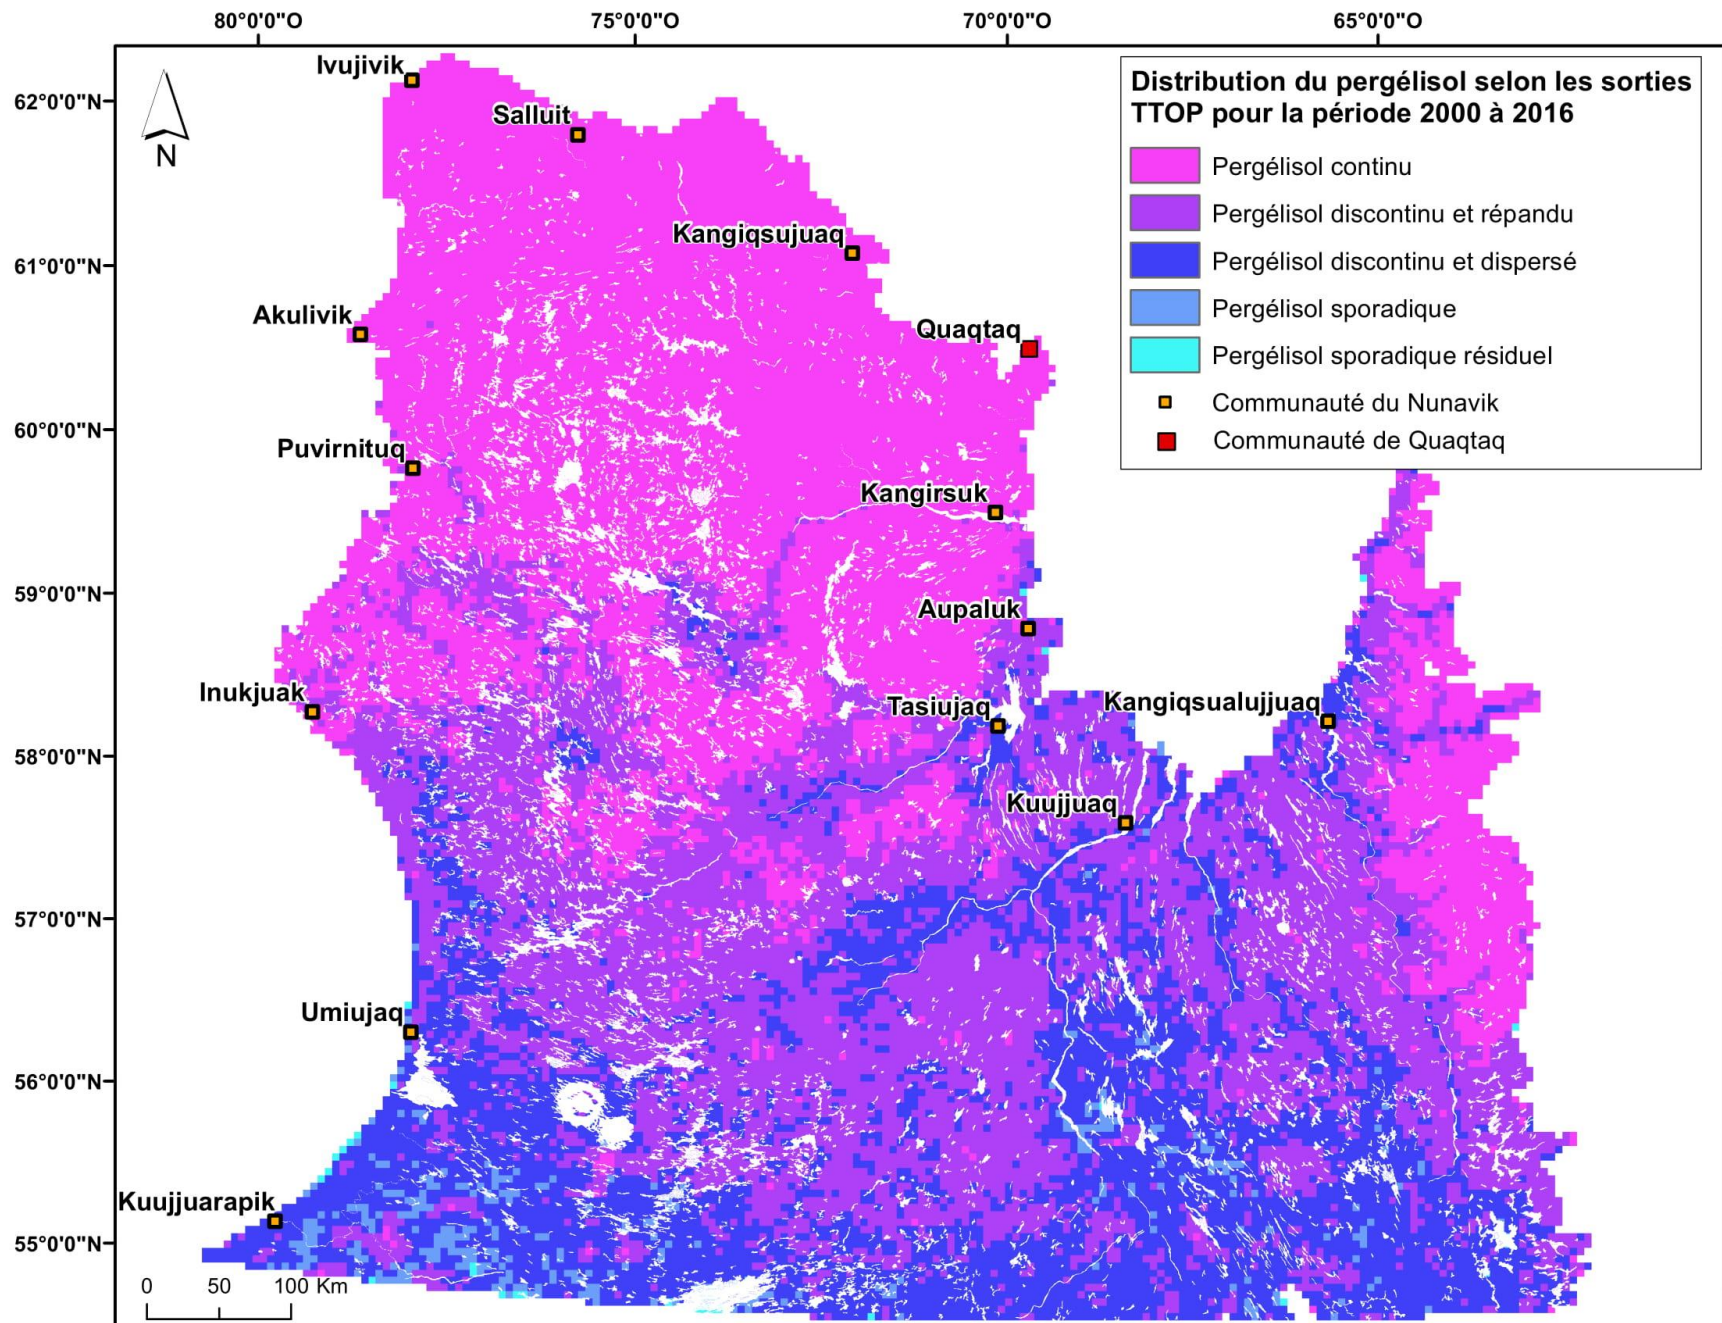 80°0'0"O
75°0'0"O
70°0'0"O
65°0'0"O
62°0'0"N
61°0'0"N
60°0'0"N
59°0'0"N
58°0'0"N
57°0'0"N
56°0'0"N
55°0'0"N
N
Distribution du pergélisol selon les sorties
TTOP pour la période 2000 à 2016
Pergélisol continu
Pergélisol discontinu et répandu
Pergélisol discontinu et dispersé
Pergélisol sporadique
Pergélisol sporadique résiduel
Communauté du Nunavik
Communauté de Quaqtaq
Ivujivik
Salluit
Kangiqsujuaq
Akulivik
Quaqtaq
Puvirnituq
Kangirsuk
Aupaluk
Inukjuak
Tasiujaq
Kangiqsualujjuaq
Kuujjuaq
Umiujaq
Kuujjuarapik
0 50 100 Km